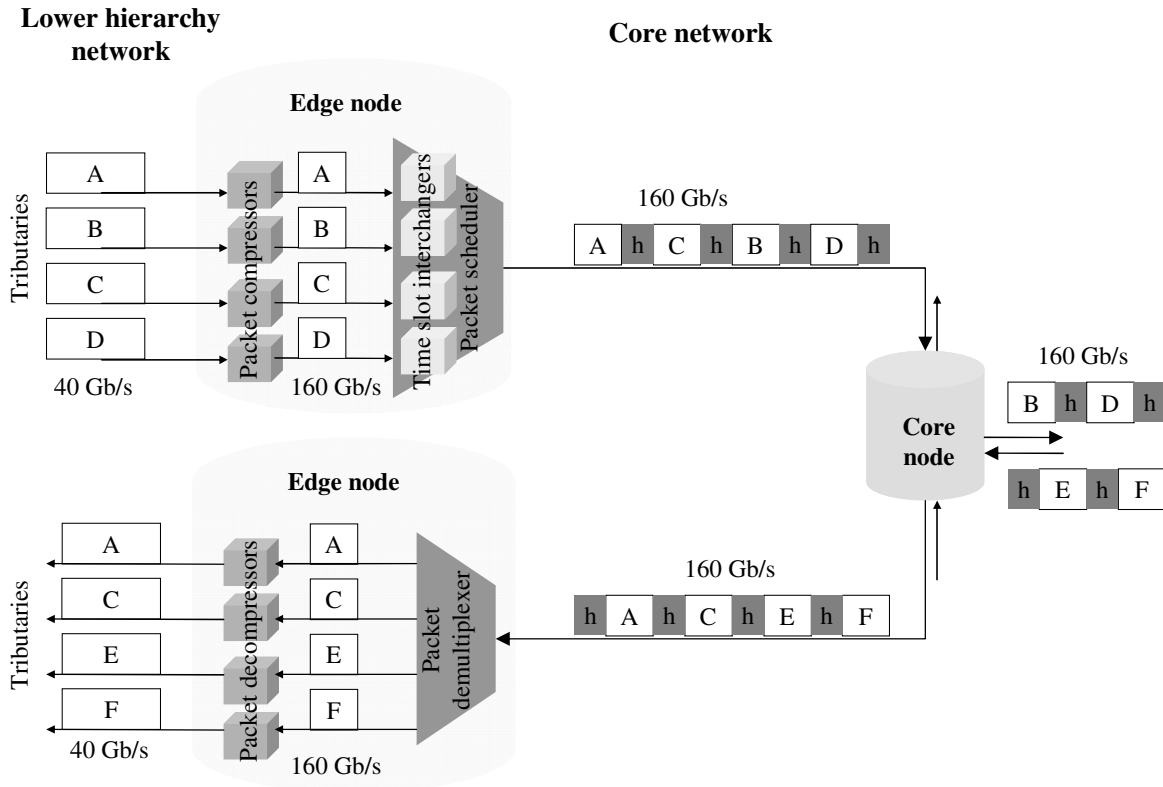 Lower hierarchy
network
Core network
Edge node
Tributaries
A
B
C
D
40 Gb/s
Packet compressors
A
B
C
D
160 Gb/s
Time slot interchangers
Packet scheduler
160 Gb/s
A h C h B h D h
Core
node
160 Gb/s
B h D h
h E h F
Edge node
Tributaries
A
C
E
F
40 Gb/s
Packet decompressors
A
C
E
F
160 Gb/s
Packet
demultiplexer
160 Gb/s
h A h C h E h F